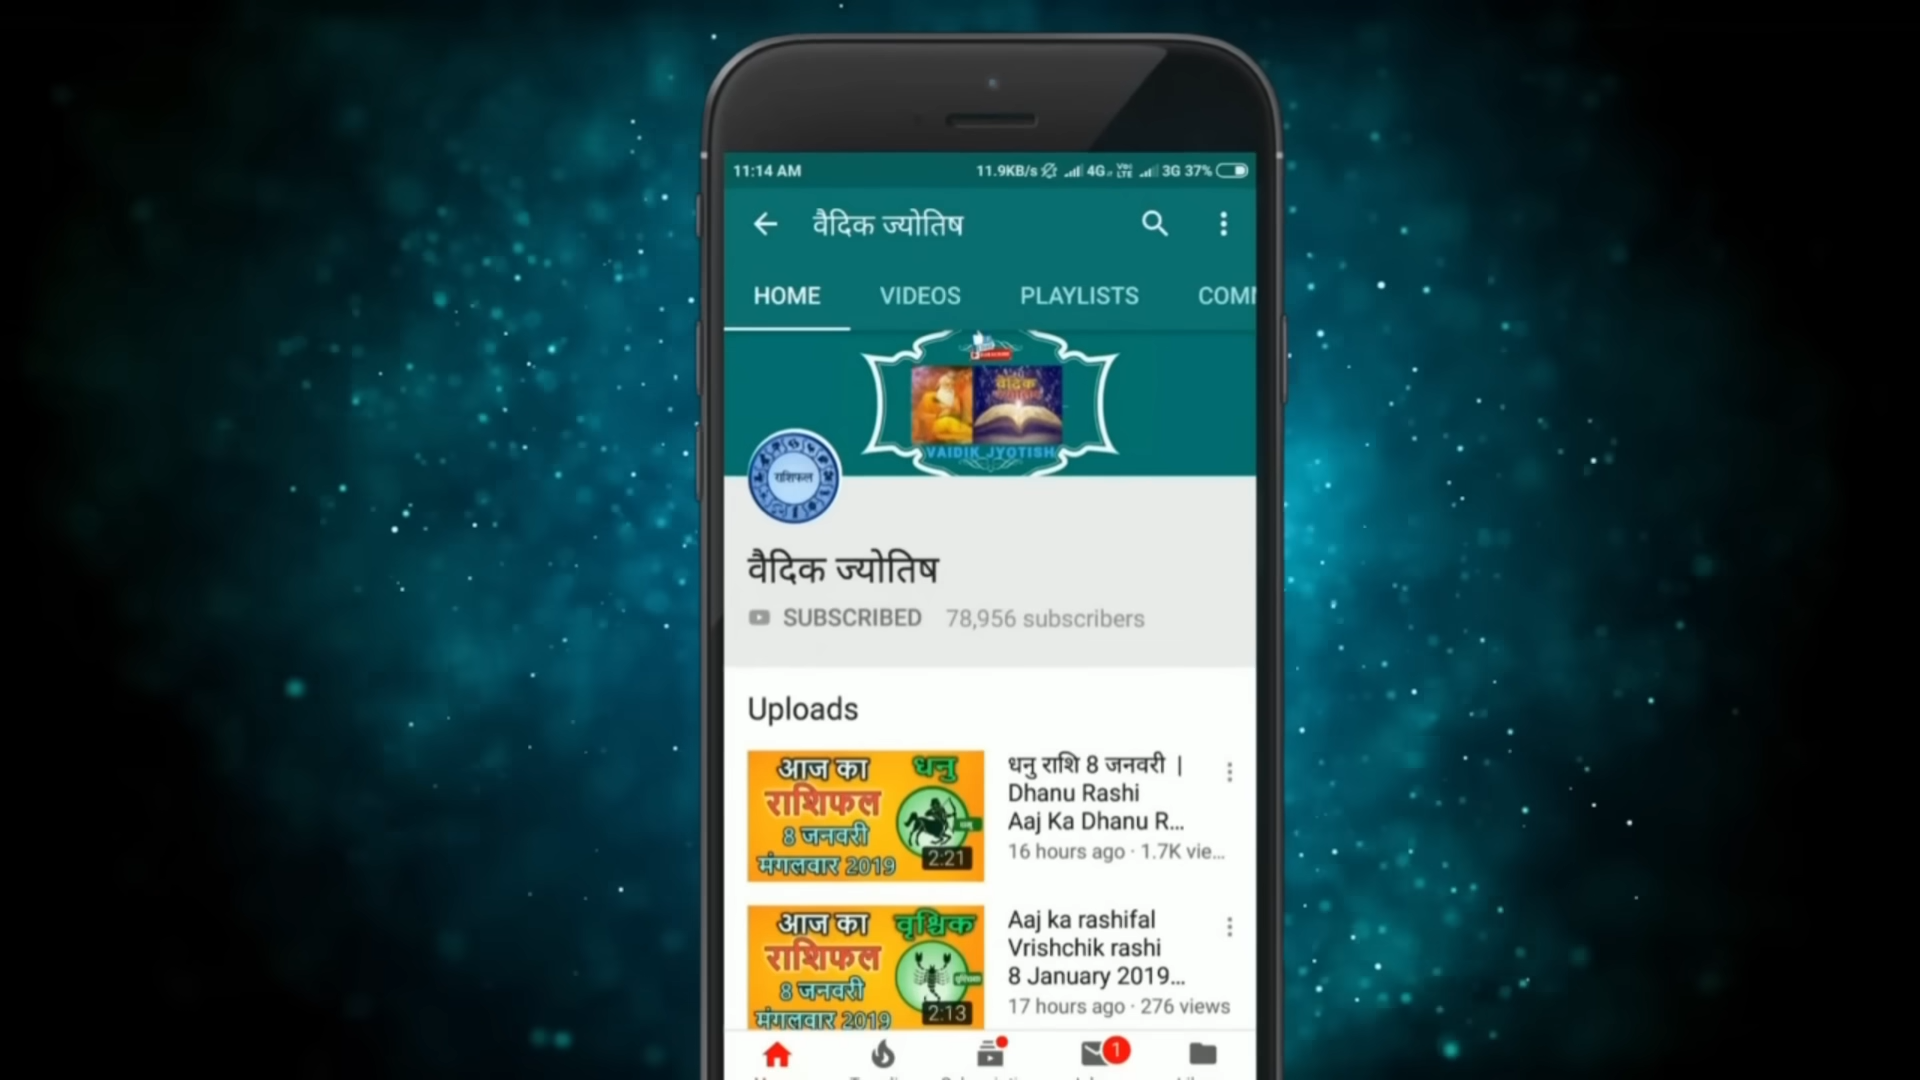 11:14 AM 11.9KB/s 4G Vo LTE 3G 37%
वैदिक ज्योतिष
HOME VIDEOS PLAYLISTS COMM
वैदिक
VAIDIK JYOTISH
राशिफल
वैदिक ज्योतिष
SUBSCRIBED 78,956 subscribers
Uploads
आज का धनु
राशिफल
8 जनवरी
मंगलवार 2019
2:21
धनु राशि 8 जनवरी |
Dhanu Rashi
Aaj Ka Dhanu R...
16 hours ago · 1.7K vie...
आज का वृश्चिक
राशिफल
8 जनवरी
मंगलवार 2019
2:13
Aaj ka rashifal
Vrishchik rashi
8 January 2019...
17 hours ago · 276 views
1